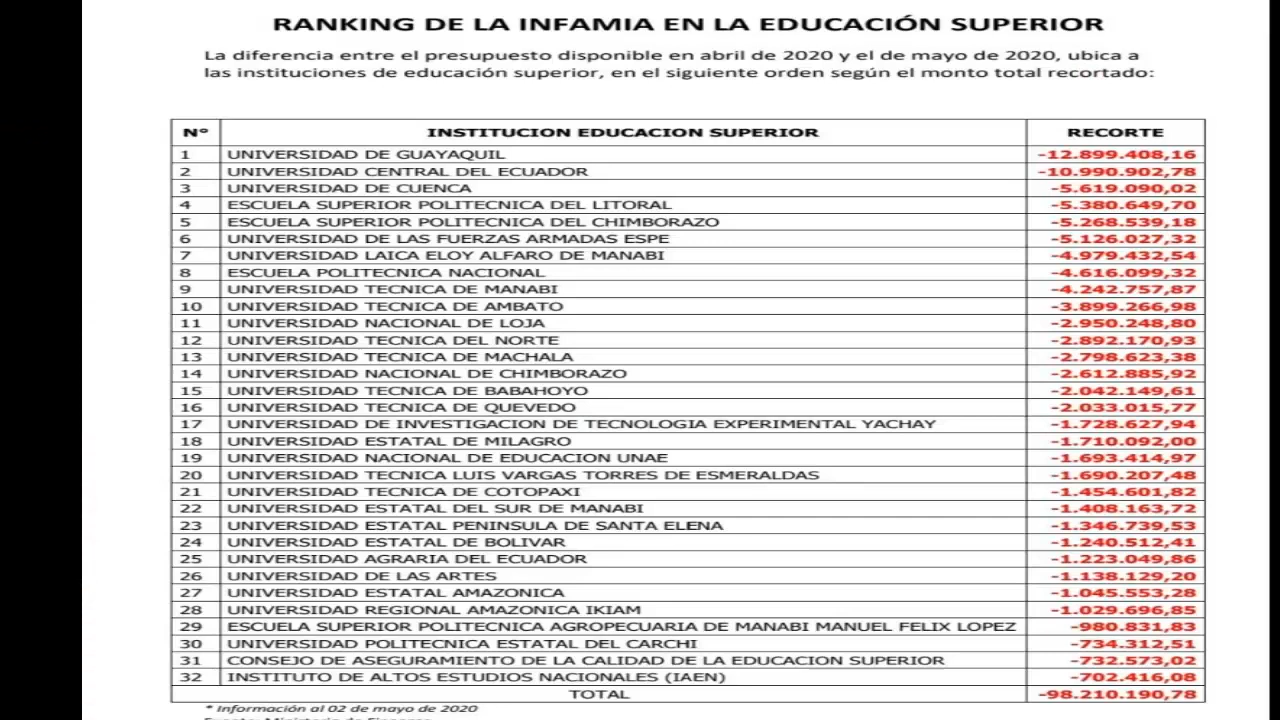 RANKING DE LA INFAMIA EN LA EDUCACIÓN SUPERIOR
La diferencia entre el presupuesto disponible en abril de 2020 y el de mayo de 2020, ubica a
las instituciones de educación superior, en el siguiente orden según el monto total recortado:
N° INSTITUCION EDUCACION SUPERIOR RECORTE
1 UNIVERSIDAD DE GUAYAQUIL -12.899.408,16
2 UNIVERSIDAD CENTRAL DEL ECUADOR -10.990.902,78
3 UNIVERSIDAD DE CUENCA -5.619.090,02
4 ESCUELA SUPERIOR POLITECNICA DEL LITORAL -5.380.649,70
5 ESCUELA SUPERIOR POLITECNICA DEL CHIMBORAZO -5.268.539,18
6 UNIVERSIDAD DE LAS FUERZAS ARMADAS ESPE -5.126.027,32
7 UNIVERSIDAD LAICA ELOY ALFARO DE MANABI -4.979.432,54
8 ESCUELA POLITECNICA NACIONAL -4.616.099,32
9 UNIVERSIDAD TECNICA DE MANABI -4.242.757,87
10 UNIVERSIDAD TECNICA DE AMBATO -3.899.266,98
11 UNIVERSIDAD NACIONAL DE LOJA -2.950.248,80
12 UNIVERSIDAD TECNICA DEL NORTE -2.892.170,93
13 UNIVERSIDAD TECNICA DE MACHALA -2.798.623,38
14 UNIVERSIDAD NACIONAL DE CHIMBORAZO -2.612.885,92
15 UNIVERSIDAD TECNICA DE BABAHOYO -2.042.149,61
16 UNIVERSIDAD TECNICA DE QUEVEDO -2.033.015,77
17 UNIVERSIDAD DE INVESTIGACION DE TECNOLOGIA EXPERIMENTAL YACHAY -1.728.627,94
18 UNIVERSIDAD ESTATAL DE MILAGRO -1.710.092,00
19 UNIVERSIDAD NACIONAL DE EDUCACION UNAE -1.693.414,97
20 UNIVERSIDAD TECNICA LUIS VARGAS TORRES DE ESMERALDAS -1.690.207,48
21 UNIVERSIDAD TECNICA DE COTOPAXI -1.454.601,82
22 UNIVERSIDAD ESTATAL DEL SUR DE MANABI -1.408.163,72
23 UNIVERSIDAD ESTATAL PENINSULA DE SANTA ELENA -1.346.739,53
24 UNIVERSIDAD ESTATAL DE BOLIVAR -1.240.512,41
25 UNIVERSIDAD AGRARIA DEL ECUADOR -1.223.049,86
26 UNIVERSIDAD DE LAS ARTES -1.138.129,20
27 UNIVERSIDAD ESTATAL AMAZONICA -1.045.553,28
28 UNIVERSIDAD REGIONAL AMAZONICA IKIAM -1.029.696,85
29 ESCUELA SUPERIOR POLITECNICA AGROPECUARIA DE MANABI MANUEL FELIX LOPEZ -980.831,83
30 UNIVERSIDAD POLITECNICA ESTATAL DEL CARCHI -734.312,51
31 CONSEJO DE ASEGURAMIENTO DE LA CALIDAD DE LA EDUCACION SUPERIOR -732.573,02
32 INSTITUTO DE ALTOS ESTUDIOS NACIONALES (IAEN) -702.416,08
TOTAL -98.210.190,78
* Información al 02 de mayo de 2020